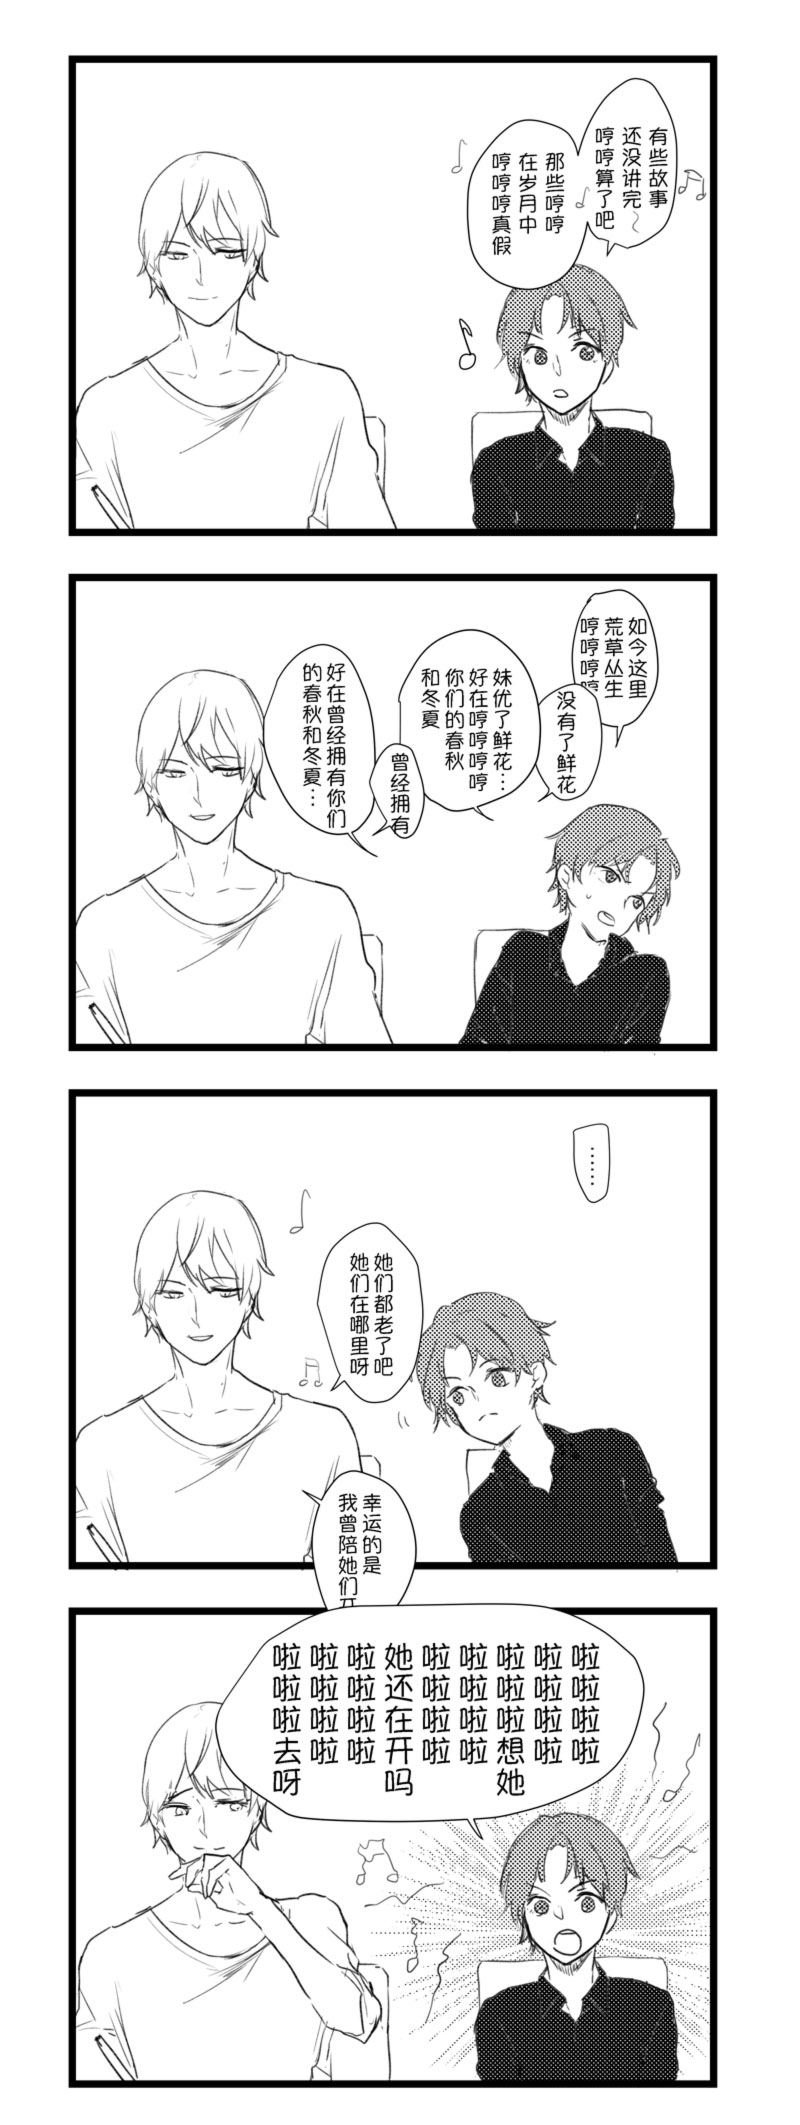 有些故事
还没讲完～
哼哼算了吧
那些哼哼
在岁月中
哼哼哼真假
如今这里
荒草丛生
哼哼哼哼
没有了鲜花
妹优了鲜花…
好在哼哼哼哼
你们的春秋
和冬夏
曾经拥有
好在曾经拥有你们
的春秋和冬夏…
……
她们都老了吧
她们在哪里呀
幸运的是
我曾陪她们开
啦啦啦啦
啦啦啦啦
啦啦啦想她
啦啦啦啦
啦啦啦啦
她还在开吗
啦啦啦啦
啦啦啦啦
啦啦啦去呀